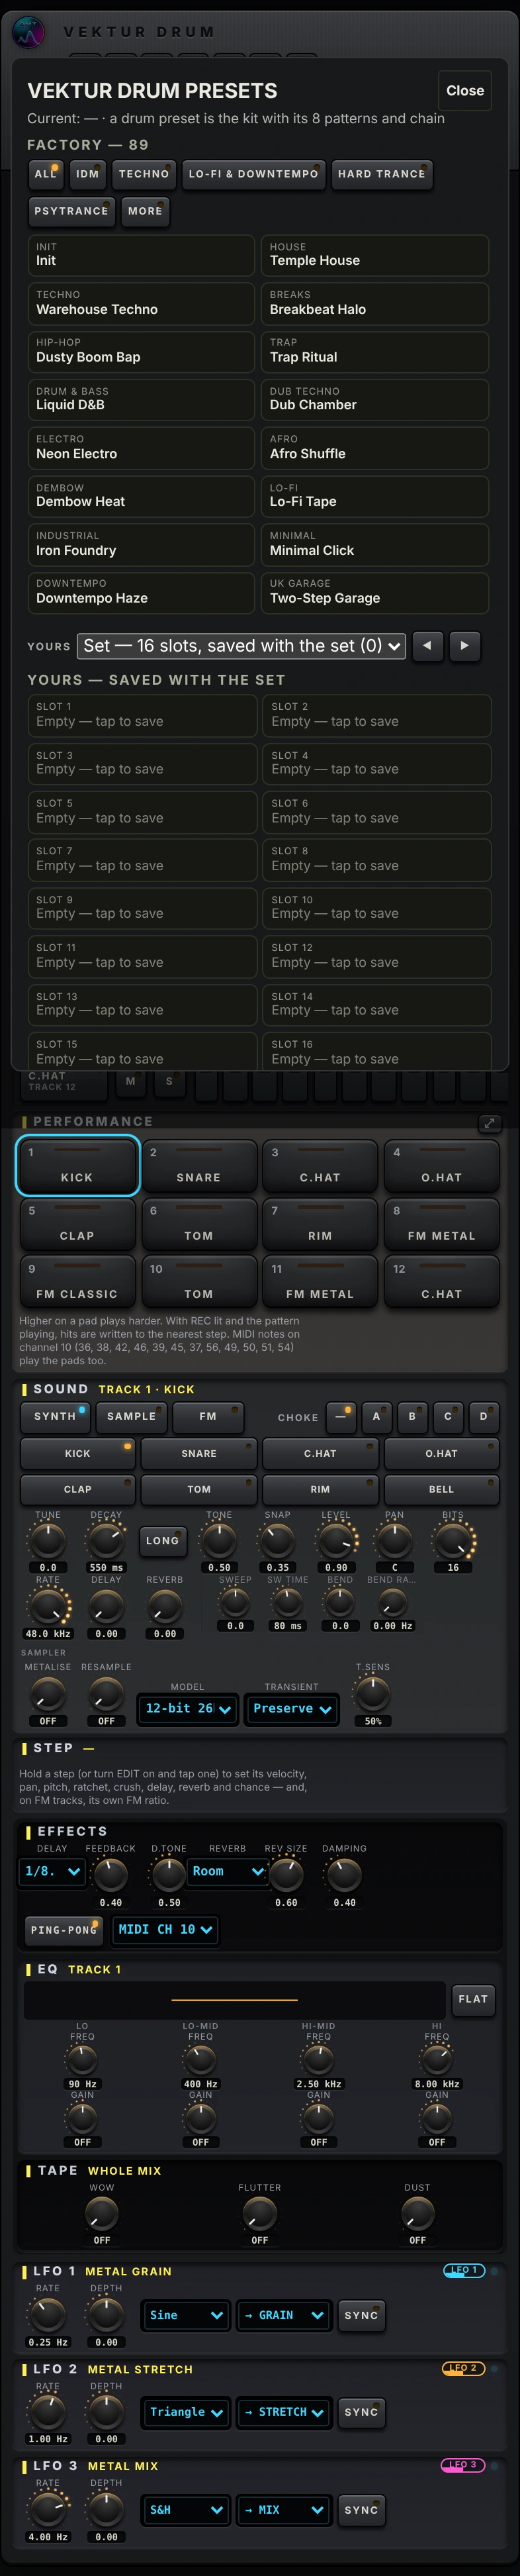 VEKTUR DRUM
VEKTUR DRUM PRESETS
Close
Current: — · a drum preset is the kit with its 8 patterns and chain
FACTORY — 89
ALL IDM TECHNO LO-FI & DOWNTEMPO HARD TRANCE
PSYTRANCE MORE
INIT HOUSE
Init Temple House
TECHNO BREAKS
Warehouse Techno Breakbeat Halo
HIP-HOP TRAP
Dusty Boom Bap Trap Ritual
DRUM & BASS DUB TECHNO
Liquid D&B Dub Chamber
ELECTRO AFRO
Neon Electro Afro Shuffle
DEMBOW LO-FI
Dembow Heat Lo-Fi Tape
INDUSTRIAL MINIMAL
Iron Foundry Minimal Click
DOWNTEMPO UK GARAGE
Downtempo Haze Two-Step Garage
YOURS Set — 16 slots, saved with the set (0)
YOURS — SAVED WITH THE SET
SLOT 1 SLOT 2
Empty — tap to save Empty — tap to save
SLOT 3 SLOT 4
Empty — tap to save Empty — tap to save
SLOT 5 SLOT 6
Empty — tap to save Empty — tap to save
SLOT 7 SLOT 8
Empty — tap to save Empty — tap to save
SLOT 9 SLOT 10
Empty — tap to save Empty — tap to save
SLOT 11 SLOT 12
Empty — tap to save Empty — tap to save
SLOT 13 SLOT 14
Empty — tap to save Empty — tap to save
SLOT 15 SLOT 16
Empty — tap to save Empty — tap to save
C.HAT
TRACK 12 M S
PERFORMANCE
1 2 3 4
KICK SNARE C.HAT O.HAT
5 6 7 8
CLAP TOM RIM FM METAL
9 10 11 12
FM CLASSIC TOM FM METAL C.HAT
Higher on a pad plays harder. With REC lit and the pattern
playing, hits are written to the nearest step. MIDI notes on
channel 10 (36, 38, 42, 46, 39, 45, 37, 56, 49, 50, 51, 54)
play the pads too.
SOUND TRACK 1 · KICK
SYNTH SAMPLE FM CHOKE — A B C D
KICK SNARE C.HAT O.HAT
CLAP TOM RIM BELL
TUNE DECAY TONE SNAP LEVEL PAN BITS
LONG
0.0 550 ms 0.50 0.35 0.90 C 16
RATE DELAY REVERB SWEEP SW TIME BEND BEND RA...
48.0 kHz 0.00 0.00 0.0 80 ms 0.0 0.00 Hz
SAMPLER
METALISE RESAMPLE MODEL TRANSIENT T.SENS
12-bit 26 Preserve
OFF OFF 50%
STEP —
Hold a step (or turn EDIT on and tap one) to set its velocity,
pan, pitch, ratchet, crush, delay, reverb and chance — and,
on FM tracks, its own FM ratio.
EFFECTS
DELAY FEEDBACK D.TONE REVERB REV SIZE DAMPING
1/8. Room
0.40 0.50 0.60 0.40
PING-PONG MIDI CH 10
EQ TRACK 1
FLAT
LO LO-MID HI-MID HI
FREQ FREQ FREQ FREQ
90 Hz 400 Hz 2.50 kHz 8.00 kHz
GAIN GAIN GAIN GAIN
OFF OFF OFF OFF
TAPE WHOLE MIX
WOW FLUTTER DUST
OFF OFF OFF
LFO 1 METAL GRAIN LFO 1
RATE DEPTH
Sine → GRAIN SYNC
0.25 Hz 0.00
LFO 2 METAL STRETCH LFO 2
RATE DEPTH
Triangle → STRETCH SYNC
1.00 Hz 0.00
LFO 3 METAL MIX LFO 3
RATE DEPTH
S&H → MIX SYNC
4.00 Hz 0.00